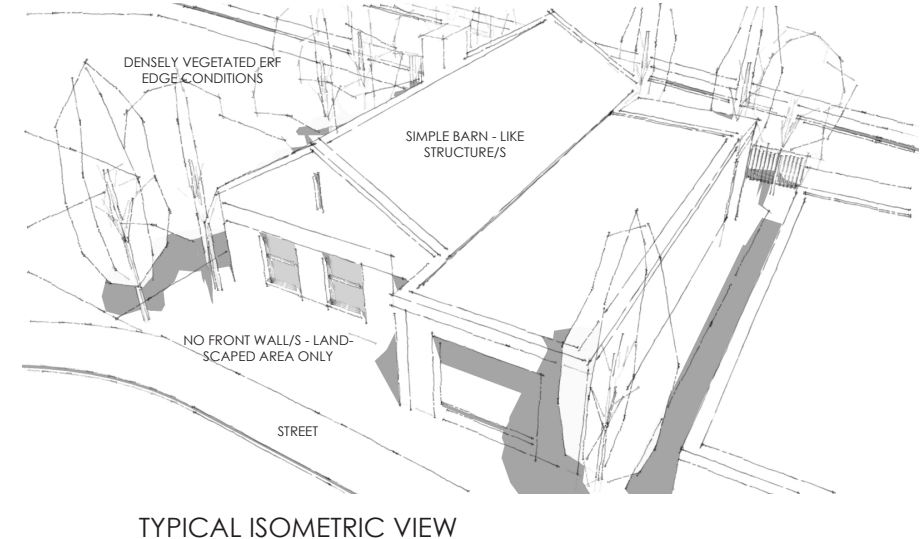 DENSELY VEGETATED ERF
EDGE CONDITIONS
SIMPLE BARN - LIKE
STRUCTURE/S
NO FRONT WALL/S - LAND-
SCAPED AREA ONLY
STREET
TYPICAL ISOMETRIC VIEW